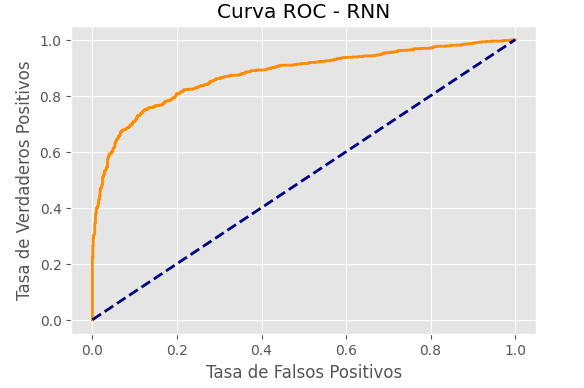 Curva ROC - RNN
Tasa de Verdaderos Positivos
1.0
0.8
0.6
0.4
0.2
0.0
0.0 0.2 0.4 0.6 0.8 1.0
Tasa de Falsos Positivos